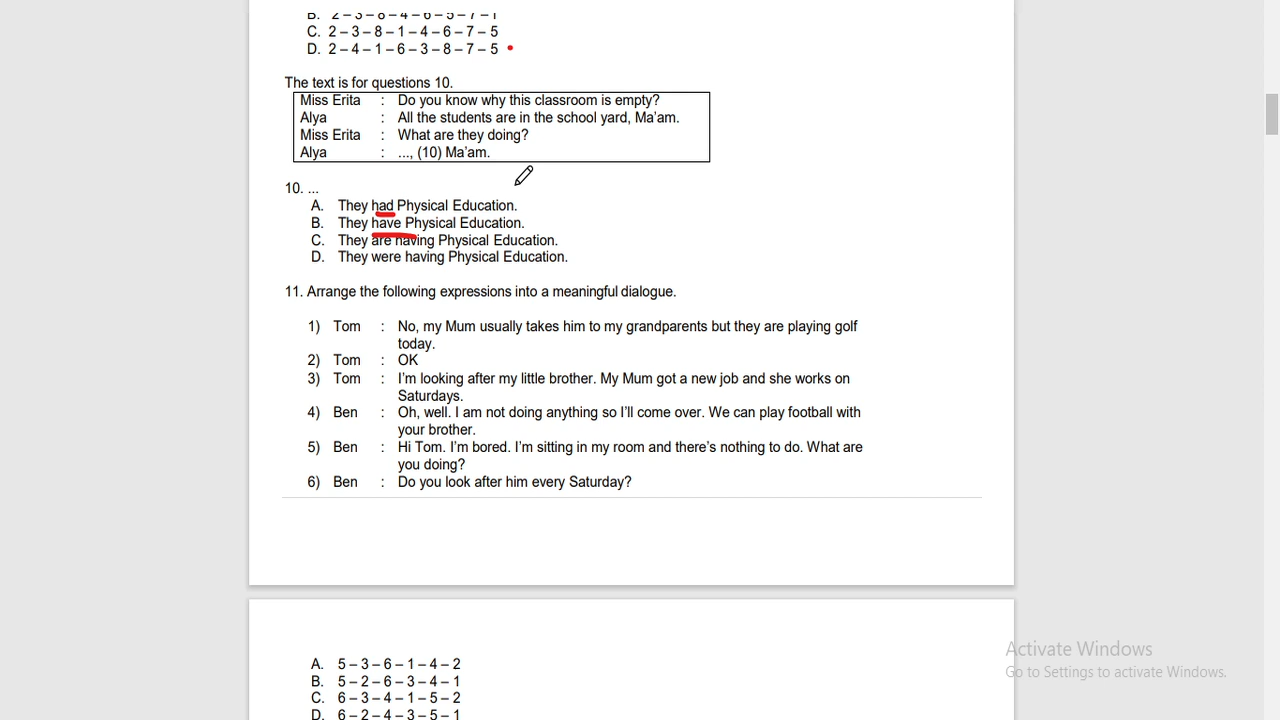 B. 2 – 3 – 8 – 4 – 6 – 5 – 7 – 1
C. 2 – 3 – 8 – 1 – 4 – 6 – 7 – 5
D. 2 – 4 – 1 – 6 – 3 – 8 – 7 – 5
The text is for questions 10.
Miss Erita : Do you know why this classroom is empty?
Alya : All the students are in the school yard, Ma’am.
Miss Erita : What are they doing?
Alya : ..., (10) Ma’am.
10. ...
A. They had Physical Education.
B. They have Physical Education.
C. They are having Physical Education.
D. They were having Physical Education.
11. Arrange the following expressions into a meaningful dialogue.
1) Tom : No, my Mum usually takes him to my grandparents but they are playing golf
today.
2) Tom : OK
3) Tom : I’m looking after my little brother. My Mum got a new job and she works on
Saturdays.
4) Ben : Oh, well. I am not doing anything so I’ll come over. We can play football with
your brother.
5) Ben : Hi Tom. I’m bored. I’m sitting in my room and there’s nothing to do. What are
you doing?
6) Ben : Do you look after him every Saturday?
A. 5 – 3 – 6 – 1 – 4 – 2
B. 5 – 2 – 6 – 3 – 4 – 1
C. 6 – 3 – 4 – 1 – 5 – 2
D. 6 – 2 – 4 – 3 – 5 – 1
Activate Windows
Go to Settings to activate Windows.